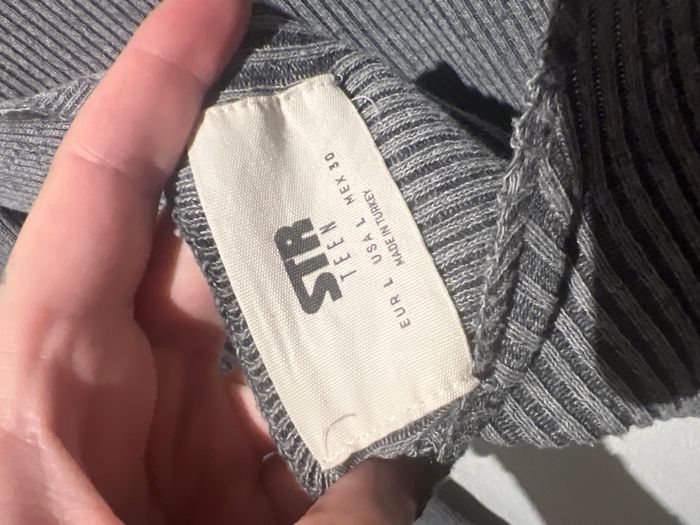 STR
TEEN
EUR L USA L MEX 30
MADE IN TURKEY